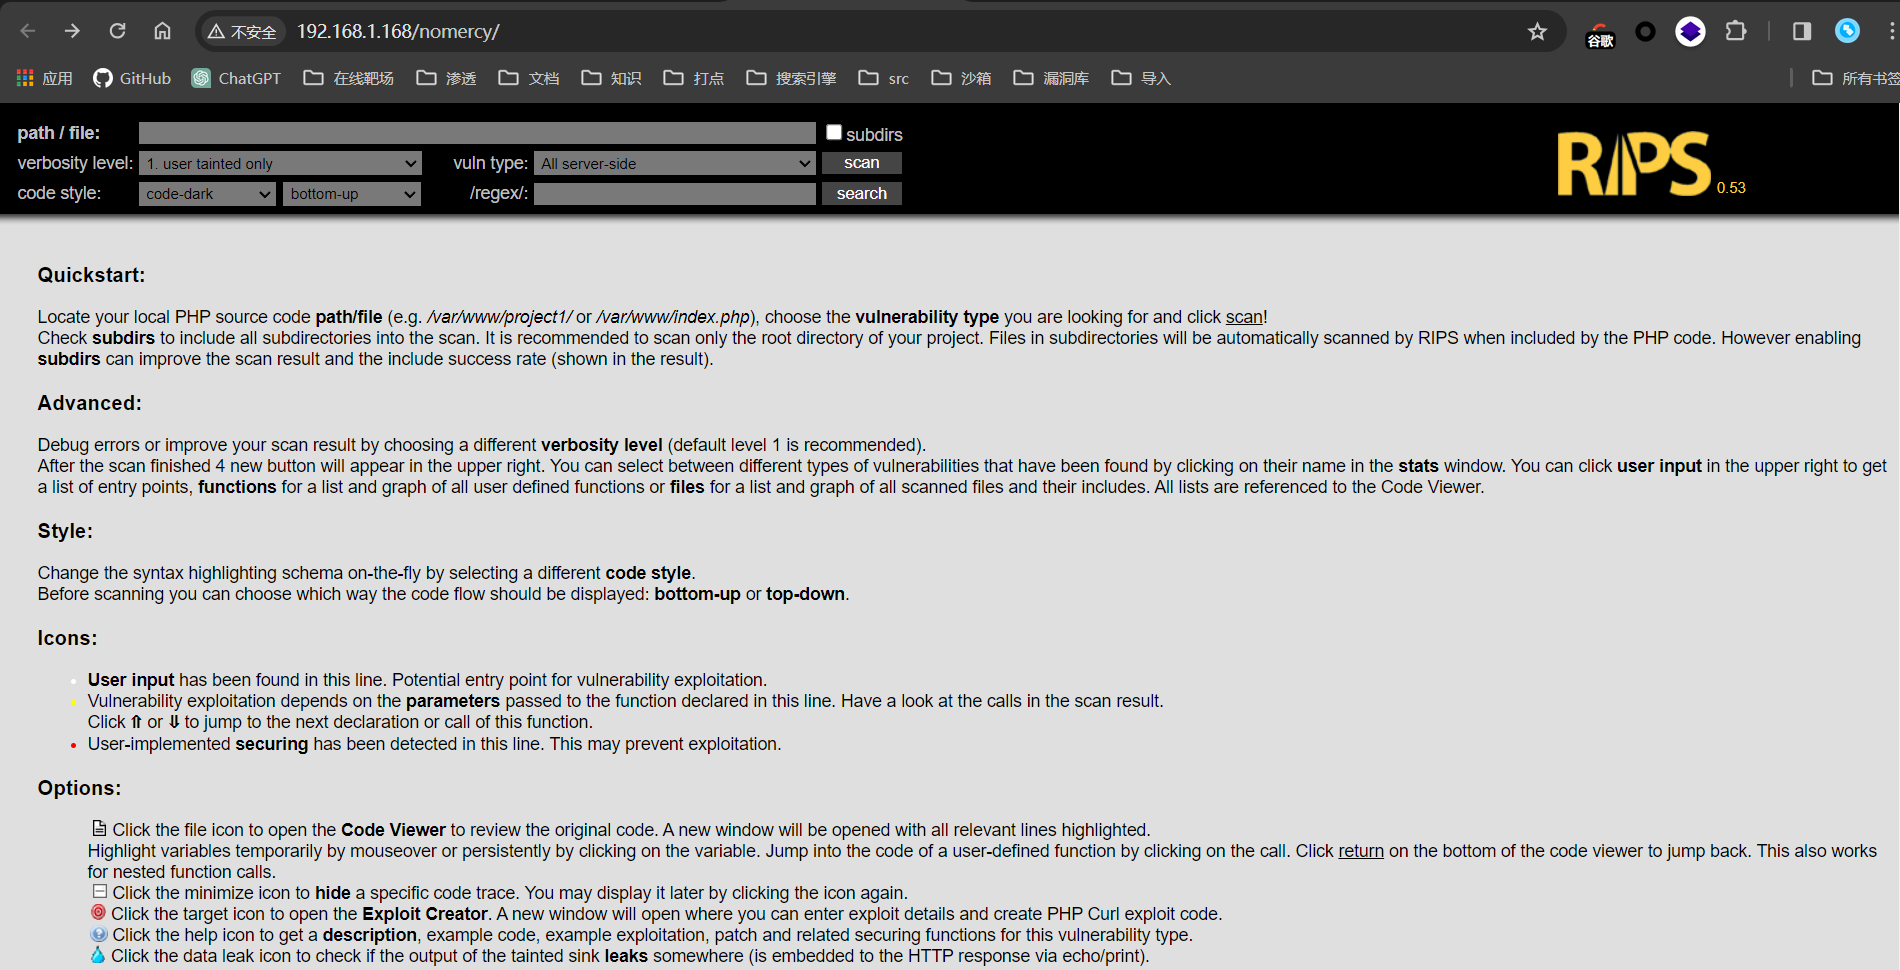 不安全 192.168.1.168/nomercy/ 谷歌
应用 GitHub ChatGPT 在线靶场 渗透 文档 知识 打点 搜索引擎 src 沙箱 漏洞库 导入 所有书签
path / file: subdirs
verbosity level: 1. user tainted only vuln type: All server-side scan
code style: code-dark bottom-up /regex/: search
RIPS 0.53
Quickstart:
Locate your local PHP source code path/file (e.g. /var/www/project1/ or /var/www/index.php), choose the vulnerability type you are looking for and click scan!
Check subdirs to include all subdirectories into the scan. It is recommended to scan only the root directory of your project. Files in subdirectories will be automatically scanned by RIPS when included by the PHP code. However enabling
subdirs can improve the scan result and the include success rate (shown in the result).
Advanced:
Debug errors or improve your scan result by choosing a different verbosity level (default level 1 is recommended).
After the scan finished 4 new button will appear in the upper right. You can select between different types of vulnerabilities that have been found by clicking on their name in the stats window. You can click user input in the upper right to get
a list of entry points, functions for a list and graph of all user defined functions or files for a list and graph of all scanned files and their includes. All lists are referenced to the Code Viewer.
Style:
Change the syntax highlighting schema on-the-fly by selecting a different code style.
Before scanning you can choose which way the code flow should be displayed: bottom-up or top-down.
Icons:
User input has been found in this line. Potential entry point for vulnerability exploitation.
Vulnerability exploitation depends on the parameters passed to the function declared in this line. Have a look at the calls in the scan result.
Click ⇑ or ⇓ to jump to the next declaration or call of this function.
User-implemented securing has been detected in this line. This may prevent exploitation.
Options:
Click the file icon to open the Code Viewer to review the original code. A new window will be opened with all relevant lines highlighted.
Highlight variables temporarily by mouseover or persistently by clicking on the variable. Jump into the code of a user-defined function by clicking on the call. Click return on the bottom of the code viewer to jump back. This also works
for nested function calls.
Click the minimize icon to hide a specific code trace. You may display it later by clicking the icon again.
Click the target icon to open the Exploit Creator. A new window will open where you can enter exploit details and create PHP Curl exploit code.
Click the help icon to get a description, example code, example exploitation, patch and related securing functions for this vulnerability type.
Click the data leak icon to check if the output of the tainted sink leaks somewhere (is embedded to the HTTP response via echo/print).